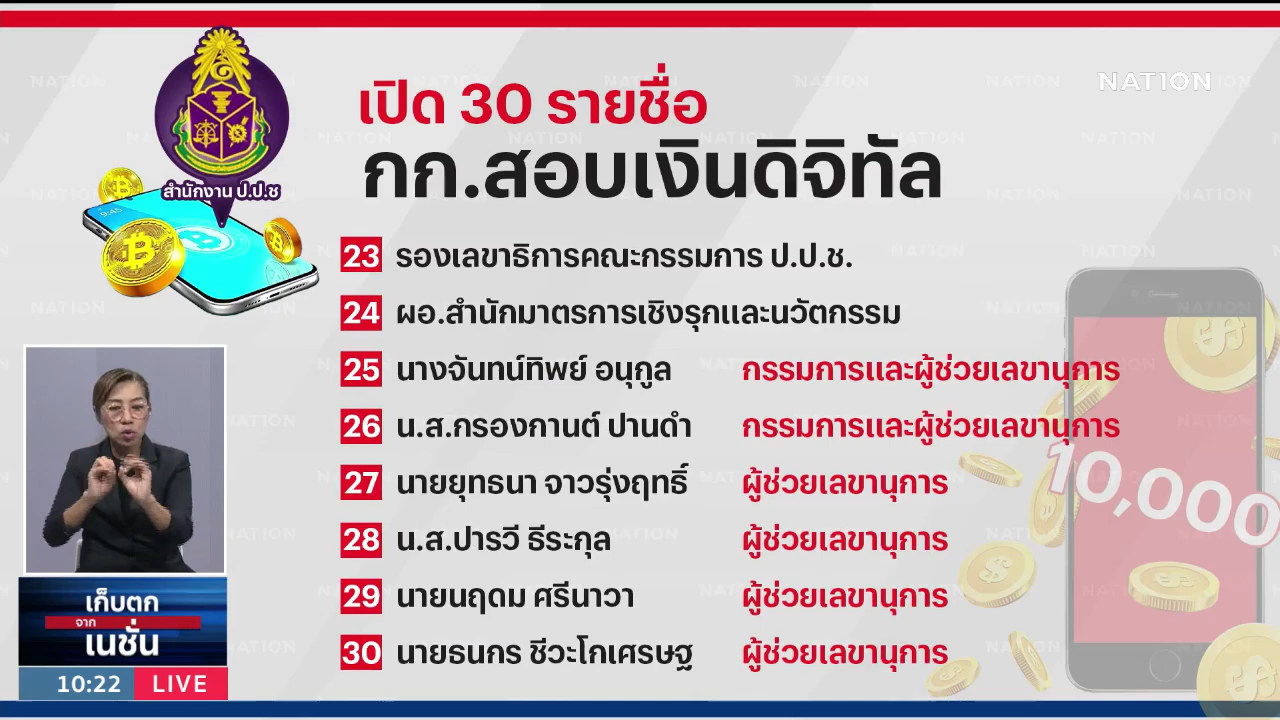 NATION
เปิด 30 รายชื่อ
กก.สอบเงินดิจิทัล
สำนักงาน ป.ป.ช
9:45
23 รองเลขาธิการคณะกรรมการ ป.ป.ช.
24 ผอ.สำนักมาตรการเชิงรุกและนวัตกรรม
25 นางจันทน์ทิพย์ อนุกูล กรรมการและผู้ช่วยเลขานุการ
26 น.ส.กรองกานต์ ปานดำ กรรมการและผู้ช่วยเลขานุการ
27 นายยุทธนา จาวรุ่งฤทธิ์ ผู้ช่วยเลขานุการ
28 น.ส.ปารวี ธีระกุล ผู้ช่วยเลขานุการ
29 นายนฤดม ศรีนาวา ผู้ช่วยเลขานุการ
30 นายธนกร ชีวะโกเศรษฐ ผู้ช่วยเลขานุการ
10,000
เก็บตก
จาก
เนชั่น
10:22 LIVE